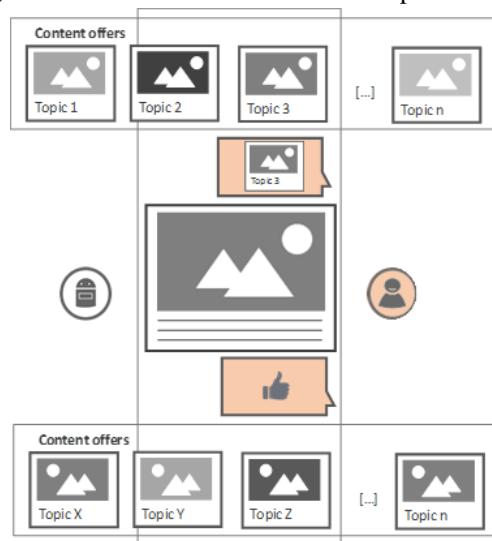 Content offers
Topic 1 Topic 2 Topic 3 [...] Topic n
Topic 3
Content offers
Topic X Topic Y Topic Z [...] Topic n